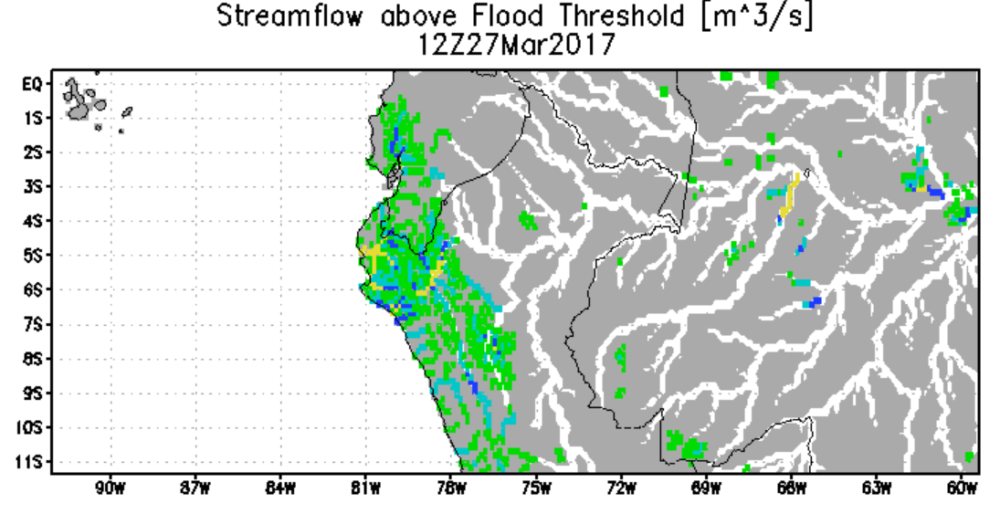 Streamflow above Flood Threshold [m^3/s]
12Z27Mar2017
EQ
1S
2S
3S
4S
5S
6S
7S
8S
9S
10S
11S
90W 87W 84W 81W 78W 75W 72W 69W 66W 63W 60W